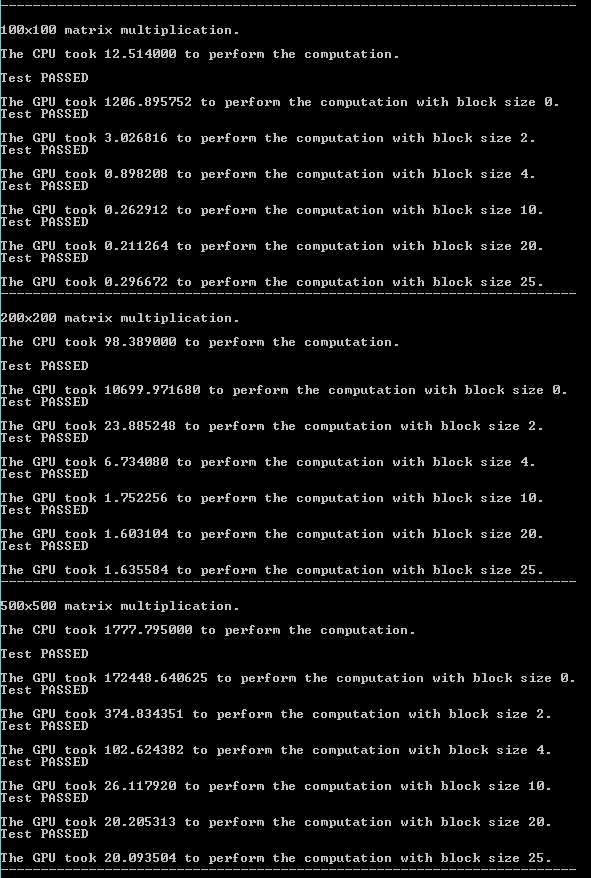 ------------------------------------------------------------------------
100x100 matrix multiplication.
The CPU took 12.514000 to perform the computation.
Test PASSED
The GPU took 1206.895752 to perform the computation with block size 0.
Test PASSED
The GPU took 3.026816 to perform the computation with block size 2.
Test PASSED
The GPU took 0.898208 to perform the computation with block size 4.
Test PASSED
The GPU took 0.262912 to perform the computation with block size 10.
Test PASSED
The GPU took 0.211264 to perform the computation with block size 20.
Test PASSED
The GPU took 0.296672 to perform the computation with block size 25.
------------------------------------------------------------------------
200x200 matrix multiplication.
The CPU took 98.389000 to perform the computation.
Test PASSED
The GPU took 10699.971680 to perform the computation with block size 0.
Test PASSED
The GPU took 23.885248 to perform the computation with block size 2.
Test PASSED
The GPU took 6.734080 to perform the computation with block size 4.
Test PASSED
The GPU took 1.752256 to perform the computation with block size 10.
Test PASSED
The GPU took 1.603104 to perform the computation with block size 20.
Test PASSED
The GPU took 1.635584 to perform the computation with block size 25.
------------------------------------------------------------------------
500x500 matrix multiplication.
The CPU took 1777.795000 to perform the computation.
Test PASSED
The GPU took 172448.640625 to perform the computation with block size 0.
Test PASSED
The GPU took 374.834351 to perform the computation with block size 2.
Test PASSED
The GPU took 102.624382 to perform the computation with block size 4.
Test PASSED
The GPU took 26.117920 to perform the computation with block size 10.
Test PASSED
The GPU took 20.205313 to perform the computation with block size 20.
Test PASSED
The GPU took 20.093504 to perform the computation with block size 25.
------------------------------------------------------------------------